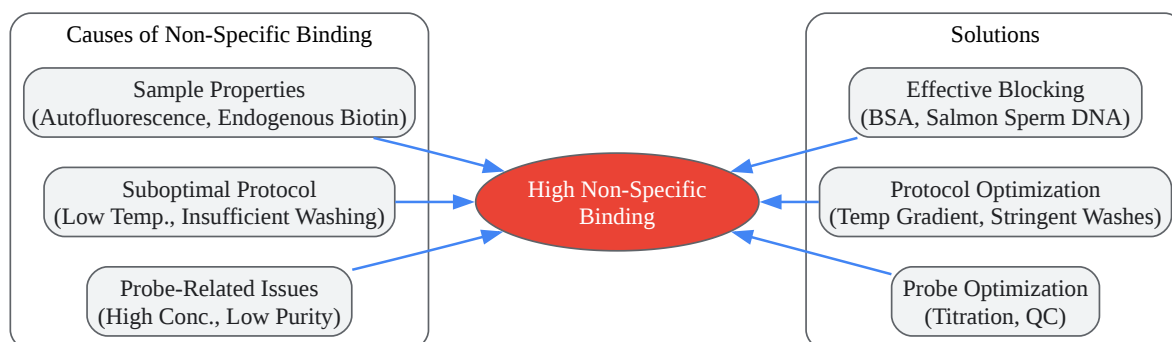 Causes of Non-Specific Binding
Sample Properties
(Autofluorescence, Endogenous Biotin)
Suboptimal Protocol
(Low Temp., Insufficient Washing)
Probe-Related Issues
(High Conc., Low Purity)
High Non-Specific
Binding
Solutions
Effective Blocking
(BSA, Salmon Sperm DNA)
Protocol Optimization
(Temp Gradient, Stringent Washes)
Probe Optimization
(Titration, QC)